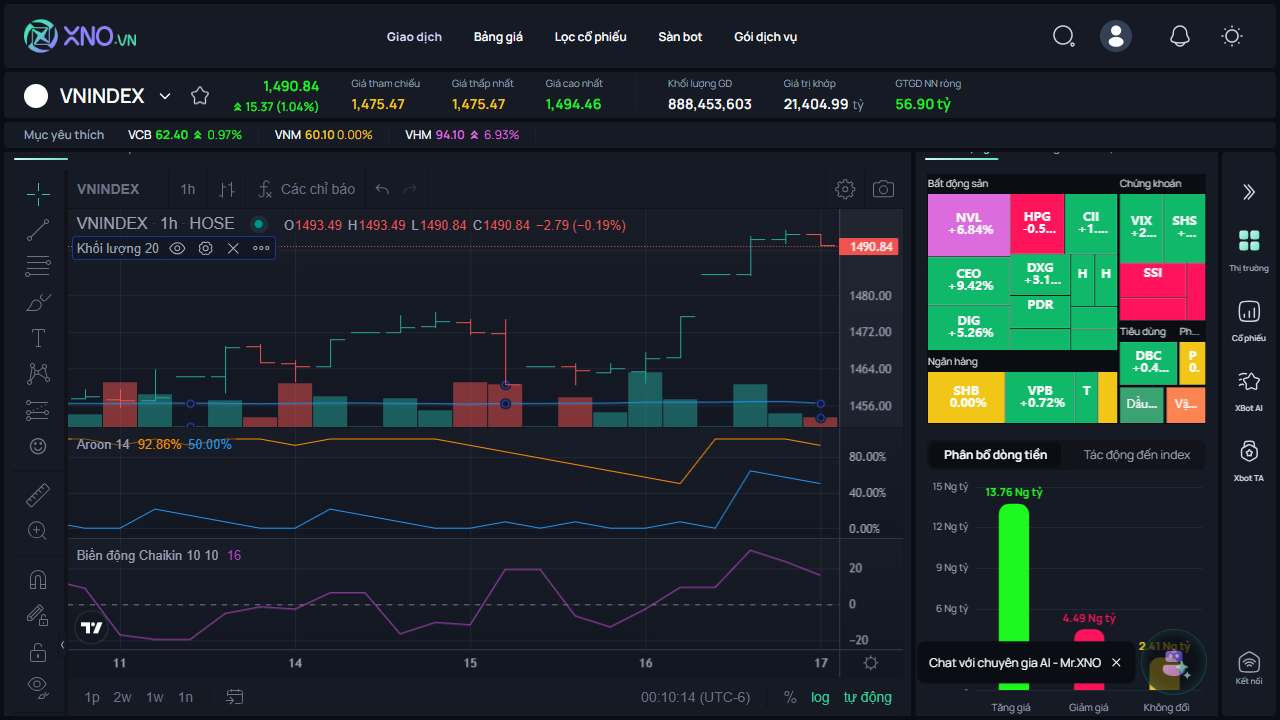 XNO.VN
Giao dịch Bảng giá Lọc cổ phiếu Sàn bot Gói dịch vụ
VNINDEX
1,490.84
15.37 (1.04%)
Giá tham chiếu
1,475.47
Giá thấp nhất
1,475.47
Giá cao nhất
1,494.46
Khối lượng GD
888,453,603
Giá trị khớp
21,404.99 tỷ
GTGD NN ròng
56.90 tỷ
Mục yêu thích VCB 62.40 0.97% VNM 60.10 0.00% VHM 94.10 6.93%
VNINDEX 1h Các chỉ báo
VNINDEX · 1h · HOSE O1493.49 H1493.49 L1490.84 C1490.84 −2.79 (−0.19%)
Khối lượng 20
1490.84
1480.00
1472.00
1464.00
1456.00
Aroon 14 92.86% 50.00%
80.00%
40.00%
0.00%
Biến động Chaikin 10 10 16
20
0
−20
11 14 15 16 17
1p 2w 1w 1n 00:10:14 (UTC-6) % log tự động
Bất động sản
NVL
+6.84%
HPG
-0.5...
CII
+1....
CEO
+9.42%
DXG
+3.1...
H
H
PDR
DIG
+5.26%
Chứng khoán
VIX
+2...
SHS
+...
SSI
Tiêu dùng
DBC
+0.4...
Ph...
P
0.
Ngân hàng
SHB
0.00%
VPB
+0.72%
T
Dầu...
Vậ...
Phân bổ dòng tiền Tác động đến index
15 Ng tỷ
12 Ng tỷ
9 Ng tỷ
6 Ng tỷ
13.76 Ng tỷ
4.49 Ng tỷ
2.41 Ng tỷ
Tăng giá Giảm giá Không đổi
Chat với chuyên gia AI - Mr.XNO
Thị trường
Cổ phiếu
XBot AI
Xbot TA
Kết nối